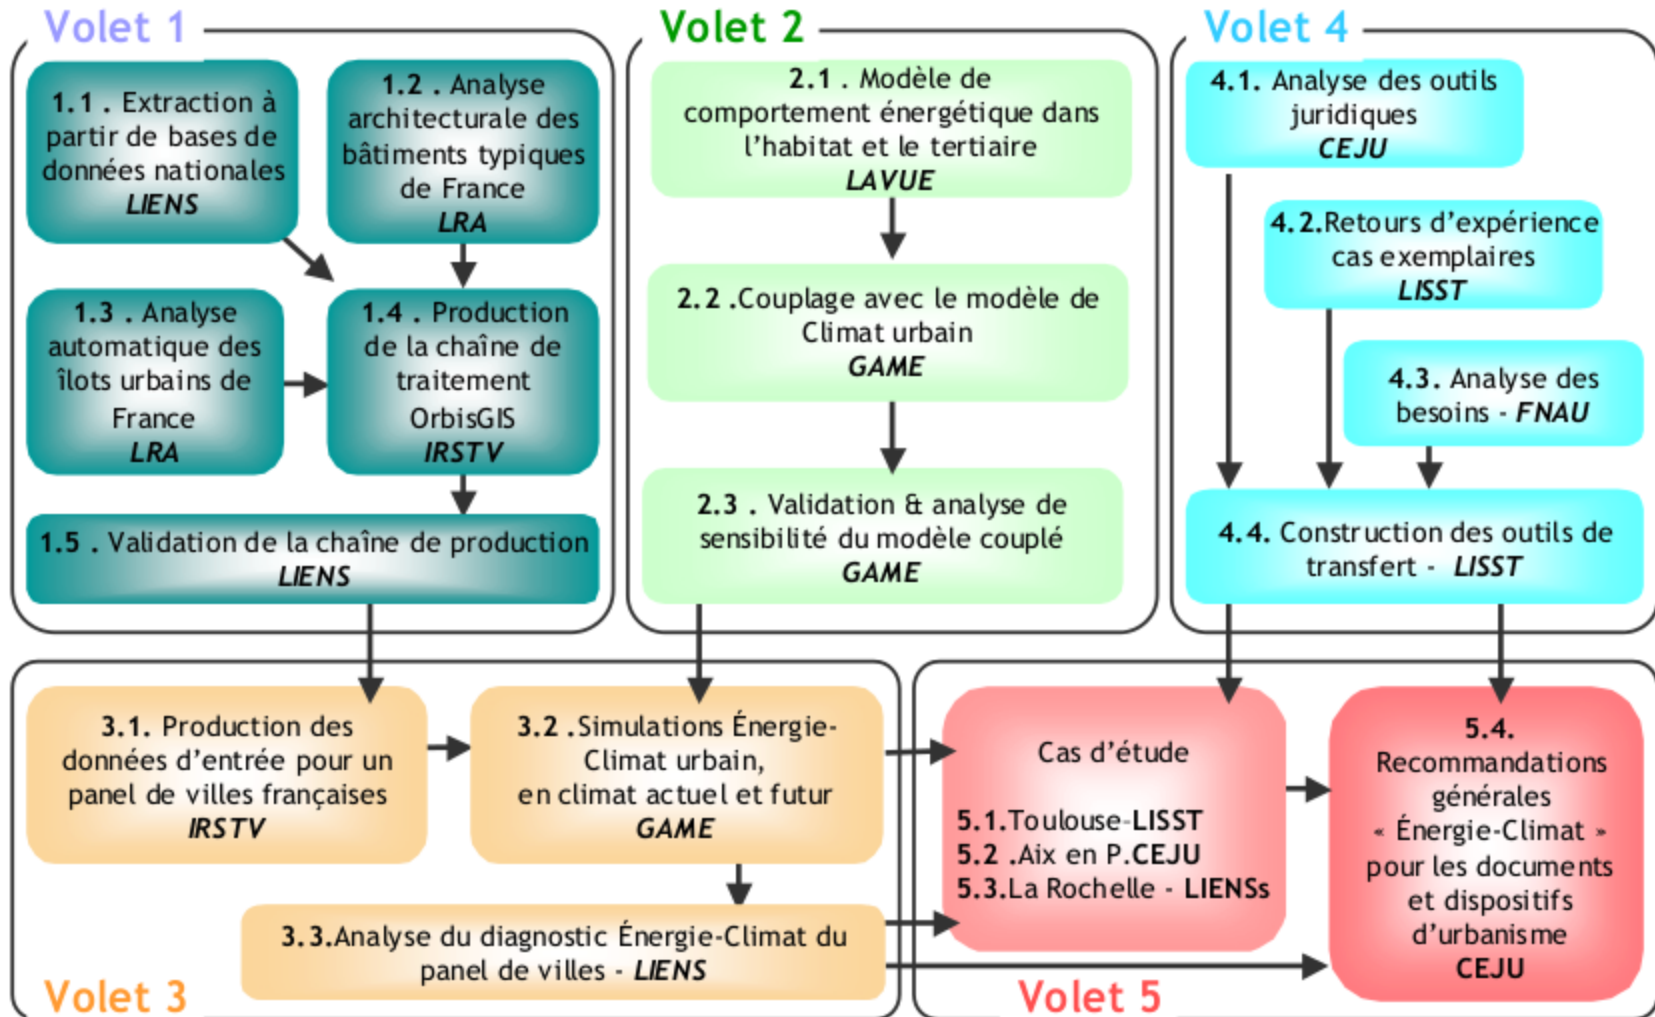 Volet 1
1.1 . Extraction à
partir de bases de
données nationales
LIENS
1.2 . Analyse
architecturale des
bâtiments typiques
de France
LRA
1.3 . Analyse
automatique des
îlots urbains de
France
LRA
1.4 . Production
de la chaîne de
traitement
OrbisGIS
IRSTV
1.5 . Validation de la chaîne de production
LIENS
Volet 2
2.1 . Modèle de
comportement énergétique dans
l’habitat et le tertiaire
LAVUE
2.2 .Couplage avec le modèle de
Climat urbain
GAME
2.3 . Validation & analyse de
sensibilité du modèle couplé
GAME
Volet 4
4.1. Analyse des outils
juridiques
CEJU
4.2.Retours d’expérience
cas exemplaires
LISST
4.3. Analyse des
besoins - FNAU
4.4. Construction des outils de
transfert - LISST
3.1. Production des
données d’entrée pour un
panel de villes françaises
IRSTV
3.2 .Simulations Énergie-
Climat urbain,
en climat actuel et futur
GAME
3.3.Analyse du diagnostic Énergie-Climat du
panel de villes - LIENS
Volet 3
Cas d’étude
5.1.Toulouse-LISST
5.2 .Aix en P.CEJU
5.3.La Rochelle - LIENSs
5.4.
Recommandations
générales
« Énergie-Climat »
pour les documents
et dispositifs
d’urbanisme
CEJU
Volet 5